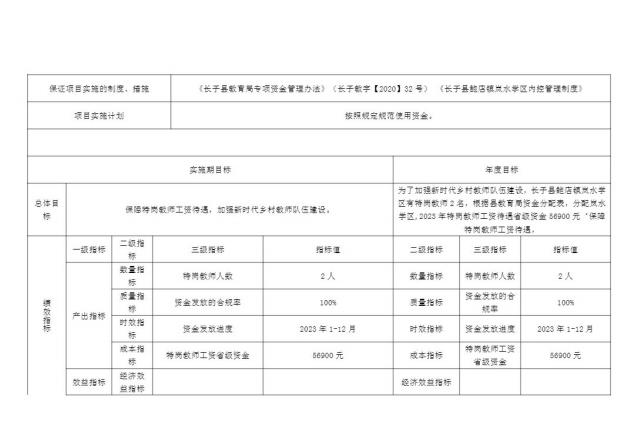 保证项目实施的制度、措施 《长子县教育局专项资金管理办法》（长子教字【2020】32号） 《长子县鲍店镇岚水学区内控管理制度》
项目实施计划 按照规定规范使用资金。
实施期目标 年度目标
总体目
标
保障特岗教师工资待遇，加强新时代乡村教师队伍建设。
为了加强新时代乡村教师队伍建设，长子县鲍店镇岚水学
区有特岗教师2名，根据县教育局资金分配表，分配岚水
学区,2023年特岗教师工资待遇省级资金56900元‘保障
特岗教师工资待遇。
绩
效
指
标
一级指标 二级指
标 三级指标 指标值 二级指标 三级指标 指标值
产出指标 数量指
标 特岗教师人数 2人 数量指标 特岗教师人数 2人
质量指
标 资金发放的合规率 100% 质量指标 资金发放的合
规率 100%
时效指
标 资金发放进度 2023年1-12月 时效指标 资金发放进度 2023年1-12月
成本指
标 特岗教师工资省级资金 56900元 成本指标 特岗教师工资
省级资金 56900元
效益指标 经济效
益指标 经济效益指标